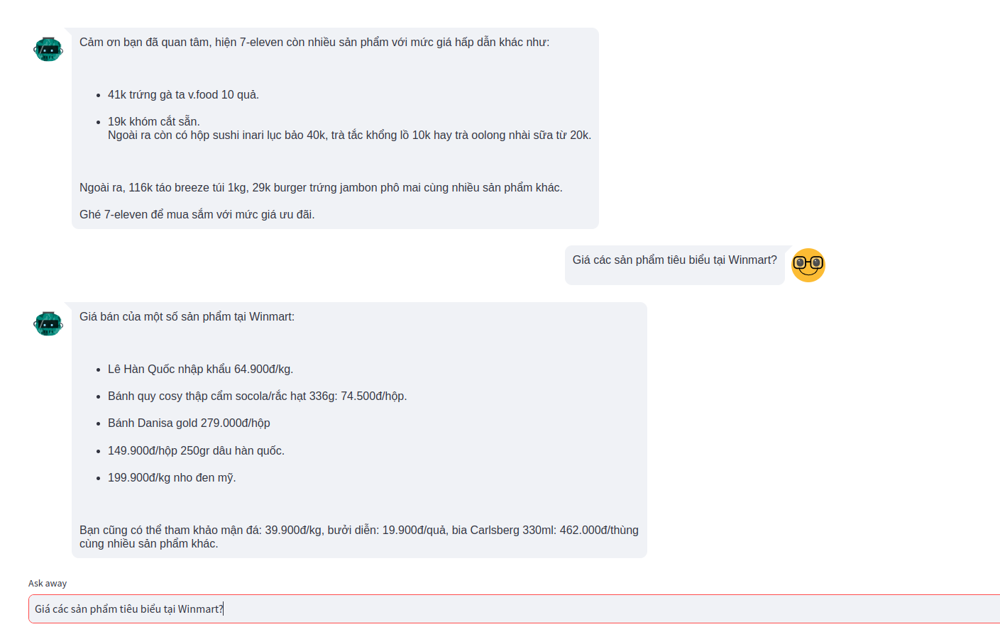 Cảm ơn bạn đã quan tâm, hiện 7-eleven còn nhiều sản phẩm với mức giá hấp dẫn khác như:
41k trứng gà ta v.food 10 quả.
19k khóm cắt sẵn.
Ngoài ra còn có hộp sushi inari lục bảo 40k, trà tắc khổng lồ 10k hay trà oolong nhài sữa từ 20k.
Ngoài ra, 116k táo breeze túi 1kg, 29k burger trứng jambon phô mai cùng nhiều sản phẩm khác.
Ghé 7-eleven để mua sắm với mức giá ưu đãi.
Giá các sản phẩm tiêu biểu tại Winmart?
Giá bán của một số sản phẩm tại Winmart:
Lê Hàn Quốc nhập khẩu 64.900đ/kg.
Bánh quy cosy thập cẩm socola/rắc hạt 336g: 74.500đ/hộp.
Bánh Danisa gold 279.000đ/hộp
149.900đ/hộp 250gr dâu hàn quốc.
199.900đ/kg nho đen mỹ.
Bạn cũng có thể tham khảo mận đá: 39.900đ/kg, bưởi diễn: 19.900đ/quả, bia Carlsberg 330ml: 462.000đ/thùng
cùng nhiều sản phẩm khác.
Ask away
Giá các sản phẩm tiêu biểu tại Winmart?